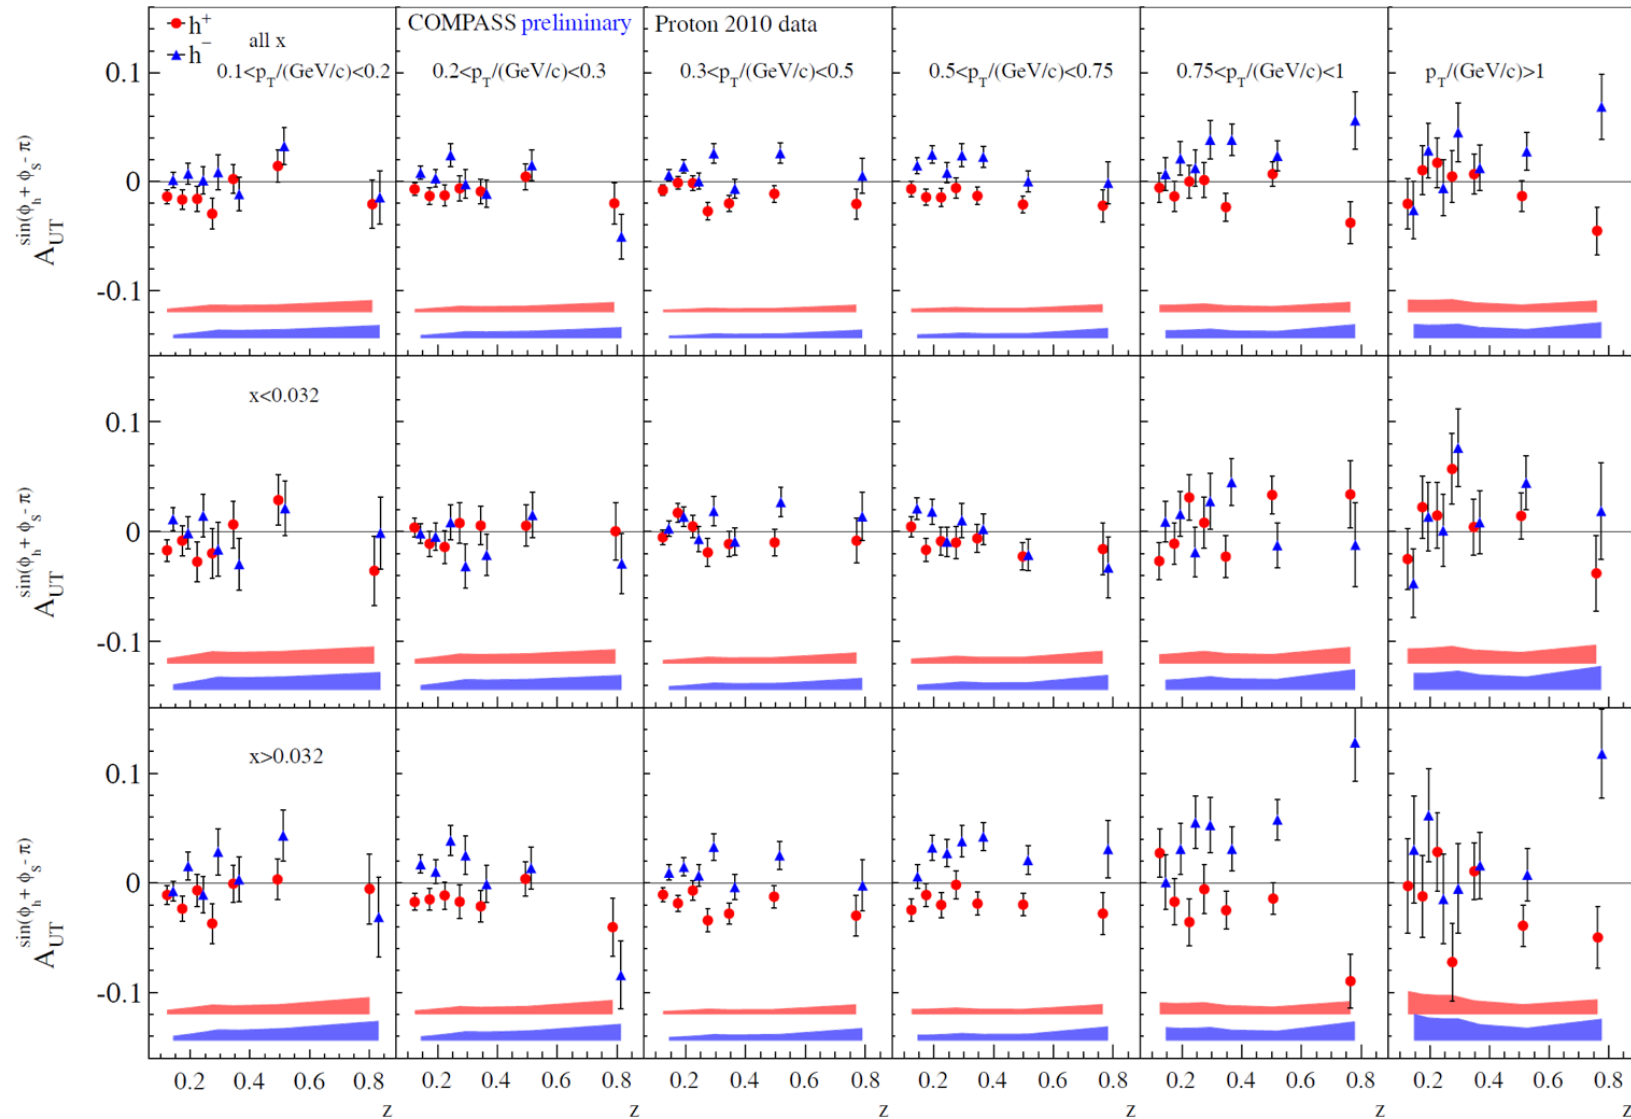 h+
h−
COMPASS preliminary
Proton 2010 data
all x
0.1<pT/(GeV/c)<0.2
0.2<pT/(GeV/c)<0.3
0.3<pT/(GeV/c)<0.5
0.5<pT/(GeV/c)<0.75
0.75<pT/(GeV/c)<1
pT/(GeV/c)>1
0.1
0
-0.1
A_UT^sin(ϕh + ϕS - π)
x<0.032
0.1
0
-0.1
A_UT^sin(ϕh + ϕS - π)
x>0.032
0.1
0
-0.1
A_UT^sin(ϕh + ϕS - π)
0.2 0.4 0.6 0.8
0.2 0.4 0.6 0.8
0.2 0.4 0.6 0.8
0.2 0.4 0.6 0.8
0.2 0.4 0.6 0.8
0.2 0.4 0.6 0.8
z
z
z
z
z
z